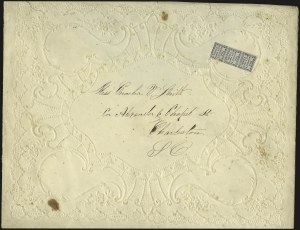 Miss Caroline W. Smith
Cor Alexander & Chapel St.
Charleston
S C